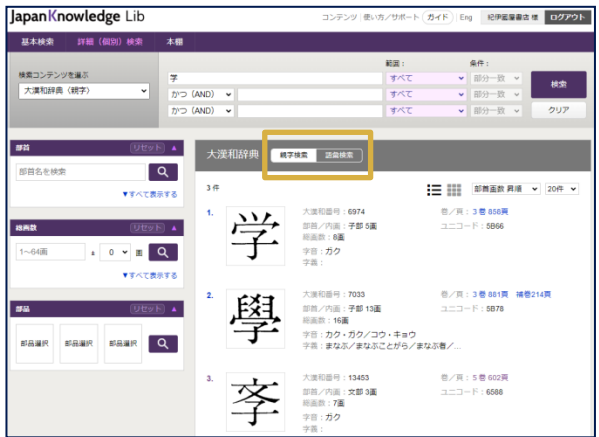 JapanKnowledge Lib
コンテンツ 使い方/サポート ガイド Eng 紀伊國屋書店 様 ログアウト
基本検索 詳細(個別)検索 本棚
検索コンテンツを選ぶ
大漢和辞典(親字)
範囲: 条件:
学 すべて 部分一致
かつ (AND) すべて 部分一致
かつ (AND) すべて 部分一致
検索
クリア
部首 リセット ▲
部首名を検索
▼すべて表示する
総画数 リセット ▲
1~64画 ± 0 画
▼すべて表示する
部品 リセット ▲
部品選択 部品選択 部品選択
大漢和辞典 親字検索 語彙検索
3 件
部首画数 昇順 20件
1. 学
大漢和番号:6974 巻/頁:3 巻 858頁
部首/内画:子部 5画 ユニコード:5B66
総画数:8画
字音:ガク
字義:
2. 學
大漢和番号:7033 巻/頁:3 巻 881頁 補巻214頁
部首/内画:子部 13画 ユニコード:5B78
総画数:16画
字音:カク・ガク/コウ・キョウ
字義:まなぶ/まなぶことがら/まなぶ者/…
3. 斈
大漢和番号:13453 巻/頁:5 巻 602頁
部首/内画:文部 3画 ユニコード:6588
総画数:7画
字音:ガク
字義: